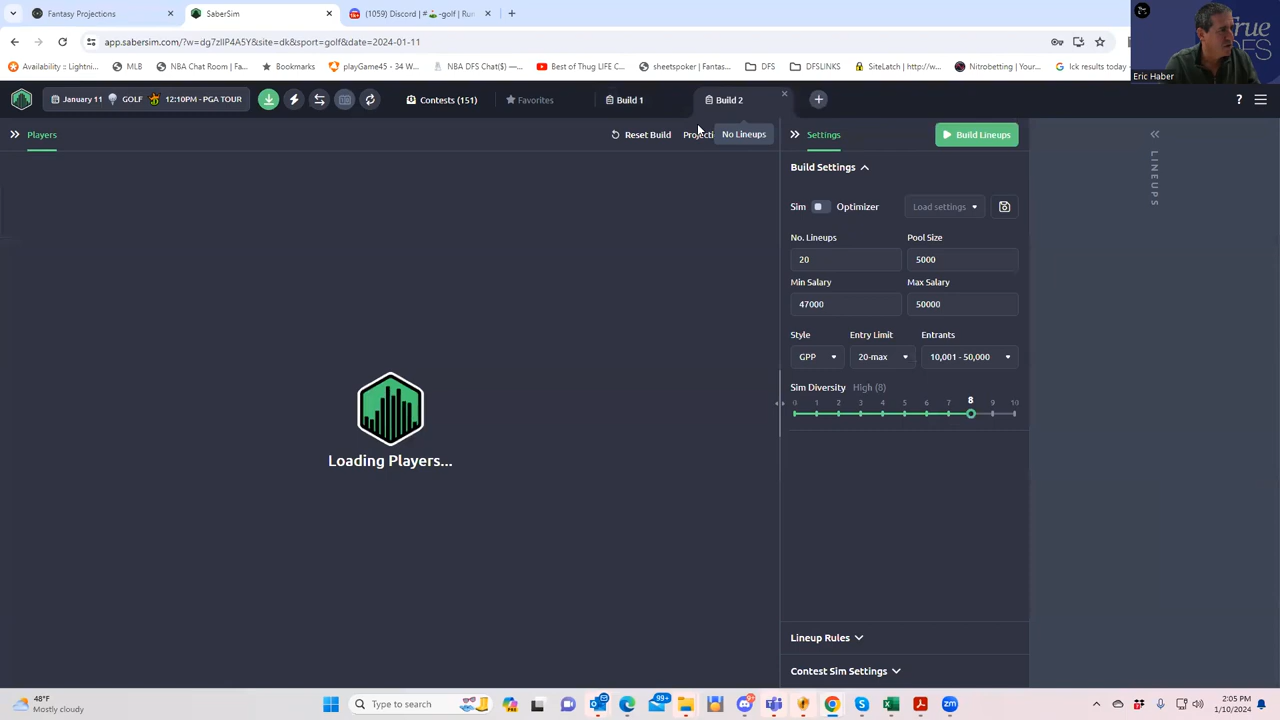 Fantasy Projections
SaberSim
(1059) Discord | #⛳-golf | Run
app.sabersim.com/?w=dg7zlIP4A5Y&site=dk&sport=golf&date=2024-01-11
Availability :: Lightni...
MLB
NBA Chat Room | Fa...
Bookmarks
playGame45 - 34 W...
NBA DFS Chat($) —...
Best of Thug LIFE C...
sheetspoker | Fantas...
DFS
DFSLINKS
SiteLatch | http://w...
Nitrobetting | Your...
Ick results today -
True
DFS
Eric Haber
January 11
GOLF
12:10PM - PGA TOUR
Contests (151)
Favorites
Build 1
Build 2
?
Players
Reset Build
Projecti
No Lineups
Settings
Build Lineups
LINEUPS
Build Settings
Sim
Optimizer
Load settings
No. Lineups
Pool Size
20
5000
Min Salary
Max Salary
47000
50000
Style
Entry Limit
Entrants
GPP
20-max
10,001 - 50,000
Sim Diversity High (8)
8
0 1 2 3 4 5 6 7 9 10
Loading Players...
Lineup Rules
Contest Sim Settings
48°F
Mostly cloudy
Type to search
99+
2:05 PM
1/10/2024